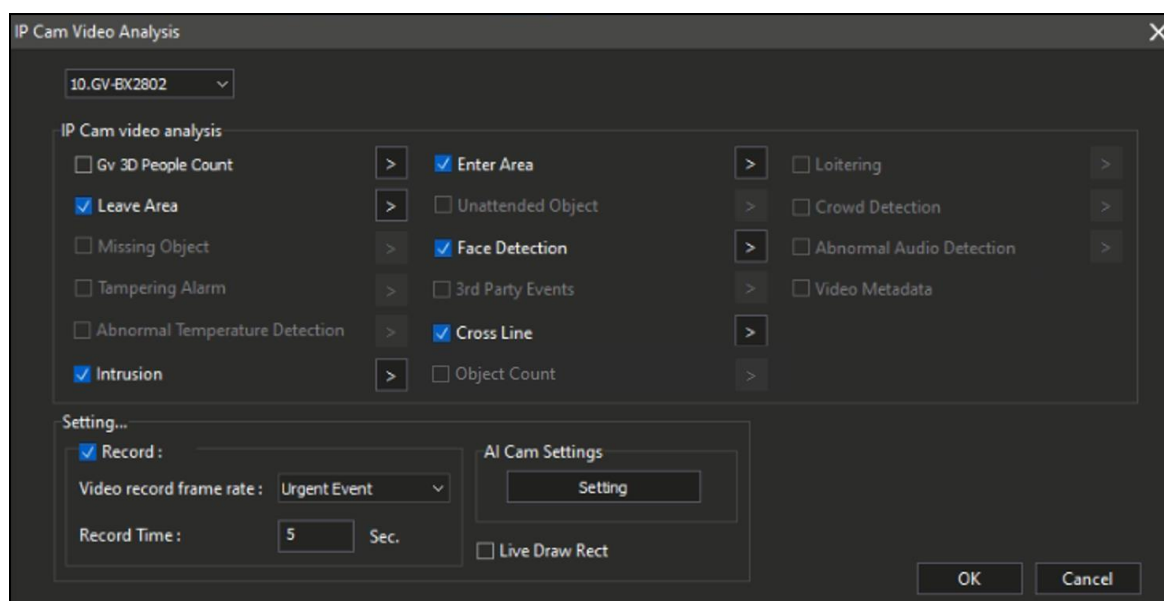 IP Cam Video Analysis
10.GV-BX2802
IP Cam video analysis
Gv 3D People Count > Enter Area > Loitering >
Leave Area > Unattended Object > Crowd Detection >
Missing Object > Face Detection > Abnormal Audio Detection >
Tampering Alarm > 3rd Party Events > Video Metadata
Abnormal Temperature Detection > Cross Line >
Intrusion > Object Count >
Setting...
Record :
Video record frame rate : Urgent Event
Record Time : 5 Sec.
AI Cam Settings
Setting
Live Draw Rect
OK Cancel